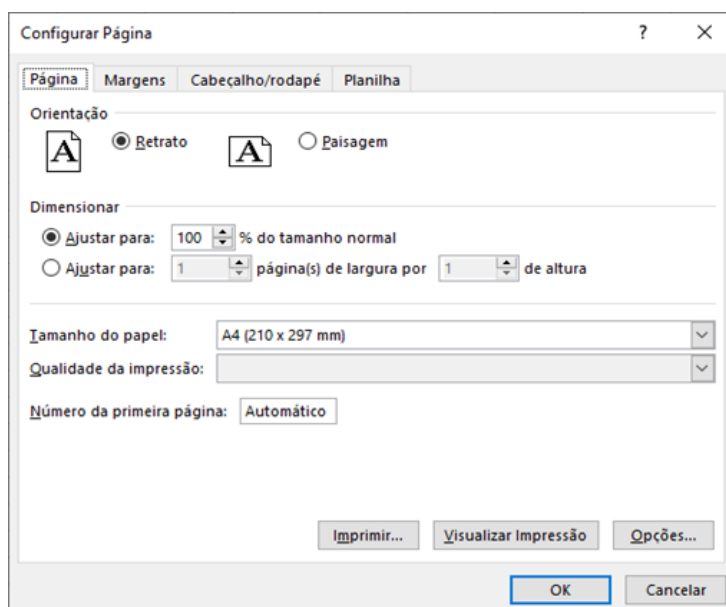 Configurar Página ?
Página Margens Cabeçalho/rodapé Planilha
Orientação
A Retrato A Paisagem
Dimensionar
Ajustar para: 100 % do tamanho normal
Ajustar para: 1 página(s) de largura por 1 de altura
Tamanho do papel: A4 (210 x 297 mm)
Qualidade da impressão:
Número da primeira página: Automático
Imprimir... Visualizar Impressão Opções...
OK Cancelar